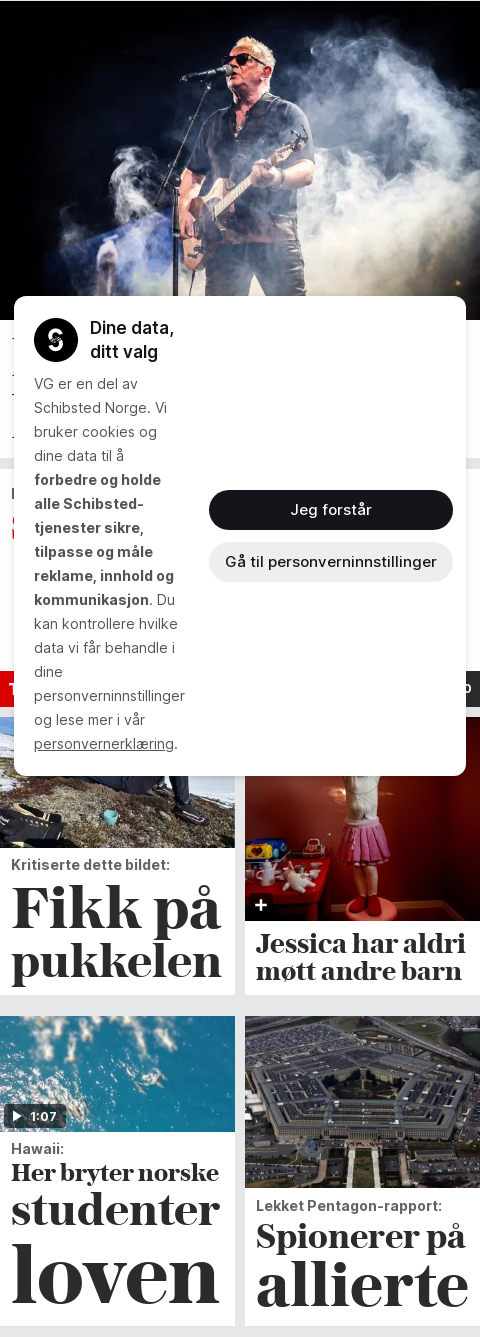 Dine data,
ditt valg
VG er en del av
Schibsted Norge. Vi
bruker cookies og
dine data til å
forbedre og holde
alle Schibsted-
tjenester sikre,
tilpasse og måle
reklame, innhold og
kommunikasjon. Du
kan kontrollere hvilke
data vi får behandle i
dine
personverninnstillinger
og lese mer i vår
personvernerklæring.
Jeg forstår
Gå til personverninnstillinger
Kritiserte dette bildet:
Fikk på
pukkelen
Jessica har aldri
møtt andre barn
1:07
Hawaii:
Her bryter norske
studenter
loven
Lekket Pentagon-rapport:
Spionerer på
allierte